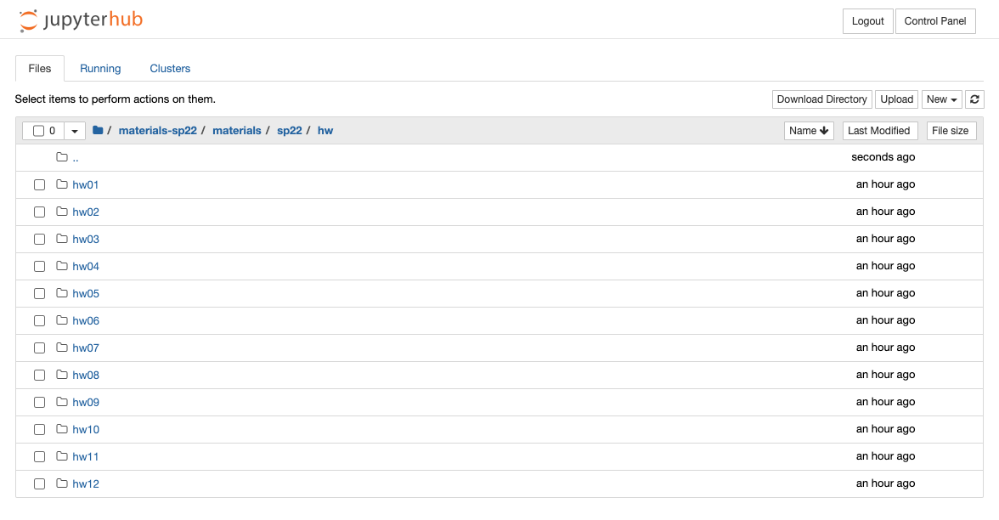 jupyterhub Logout Control Panel
Files Running Clusters
Select items to perform actions on them. Download Directory Upload New
0 / materials-sp22 / materials / sp22 / hw Name Last Modified File size
.. seconds ago
hw01 an hour ago
hw02 an hour ago
hw03 an hour ago
hw04 an hour ago
hw05 an hour ago
hw06 an hour ago
hw07 an hour ago
hw08 an hour ago
hw09 an hour ago
hw10 an hour ago
hw11 an hour ago
hw12 an hour ago